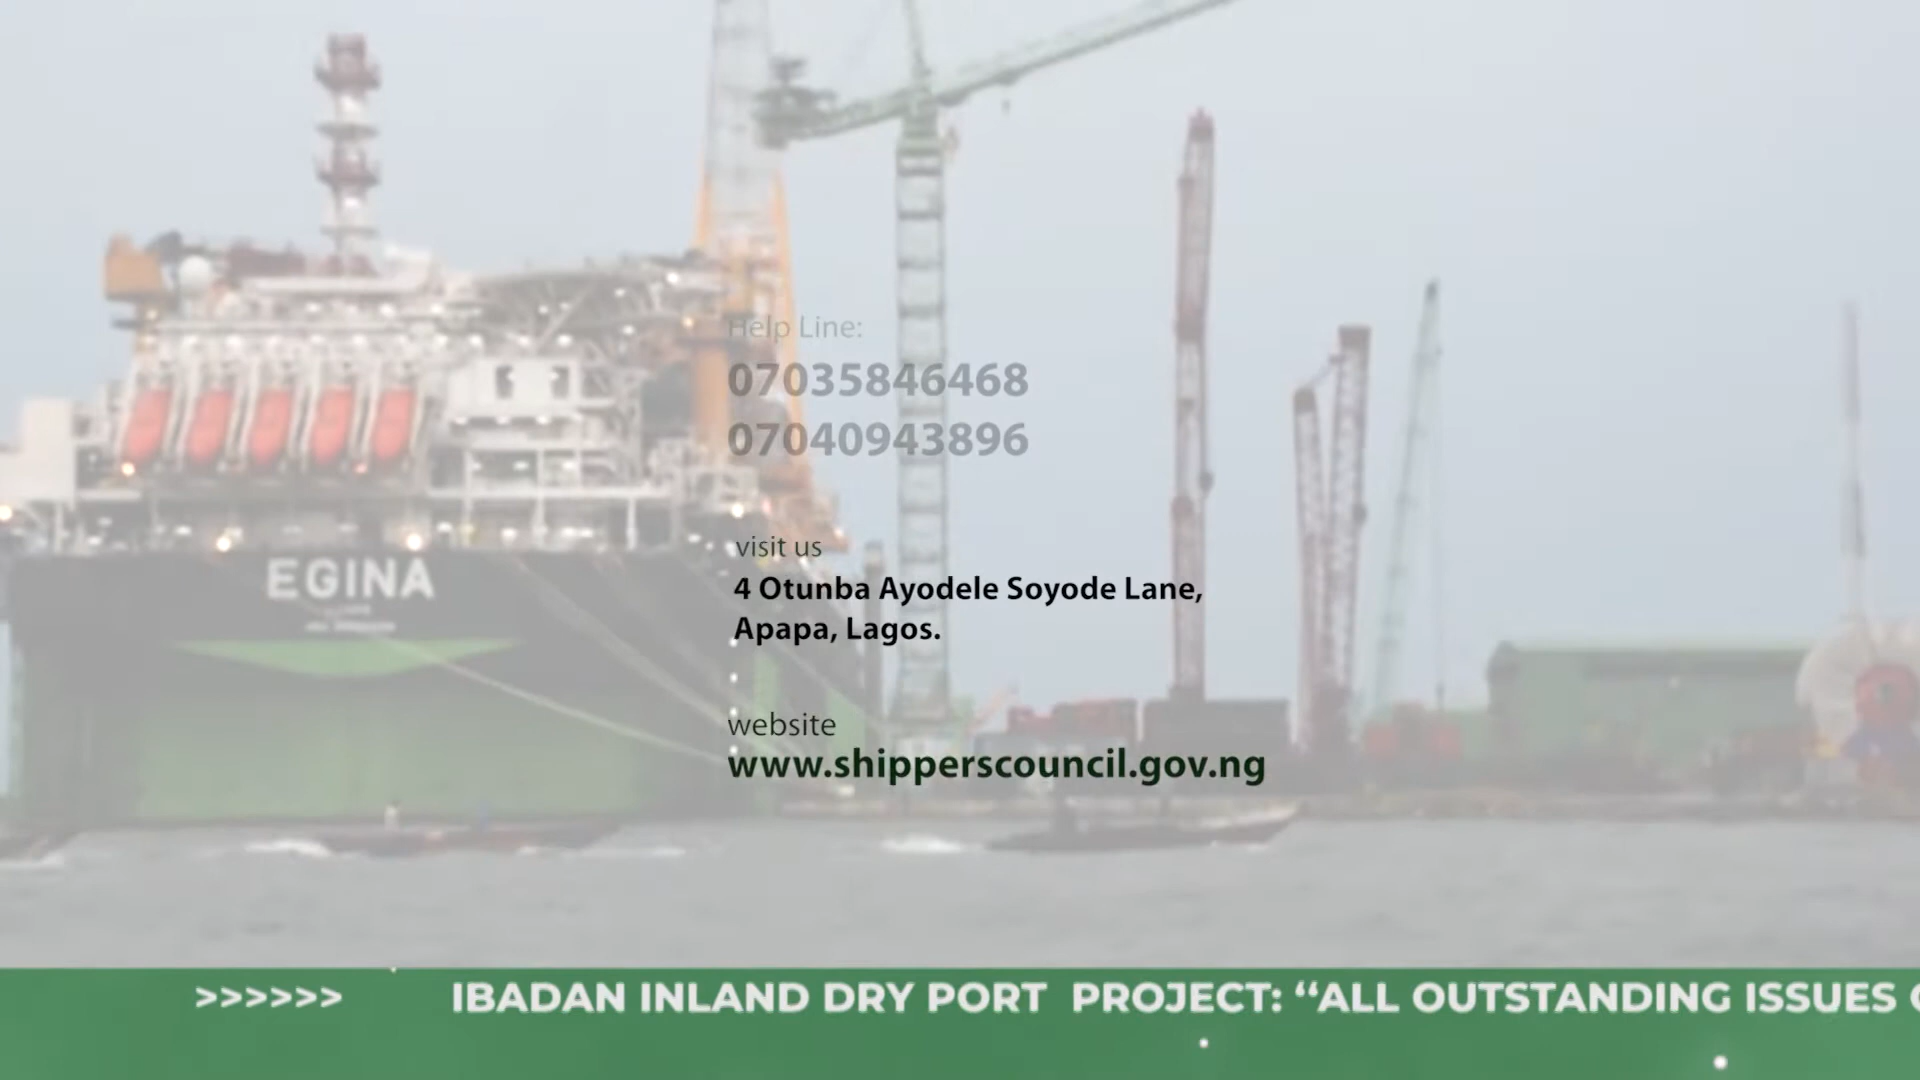 Help Line:
07035846468
07040943896
visit us
4 Otunba Ayodele Soyode Lane,
Apapa, Lagos.
website
www.shipperscouncil.gov.ng
EGINA
>>>>>> IBADAN INLAND DRY PORT PROJECT: “ALL OUTSTANDING ISSUES